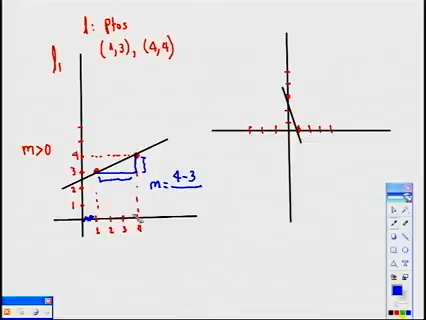 l: ptos
(1,3), (4,4)
l1
m>0
4
3
2
1
m= 4-3
1 2 3 4